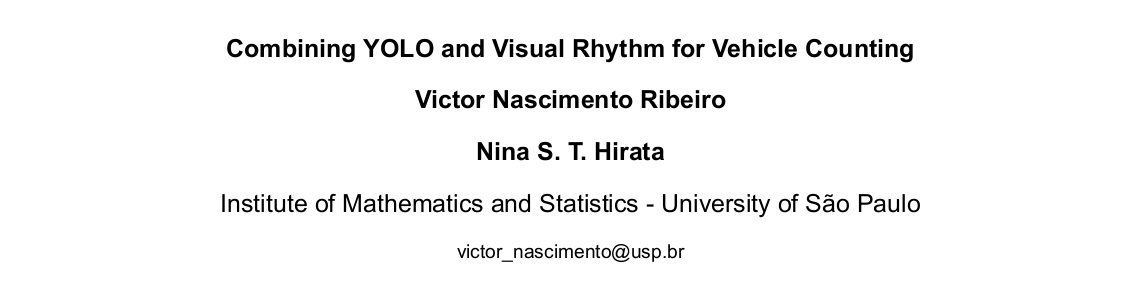 Combining YOLO and Visual Rhythm for Vehicle Counting
Victor Nascimento Ribeiro
Nina S. T. Hirata
Institute of Mathematics and Statistics - University of São Paulo
victor_nascimento@usp.br